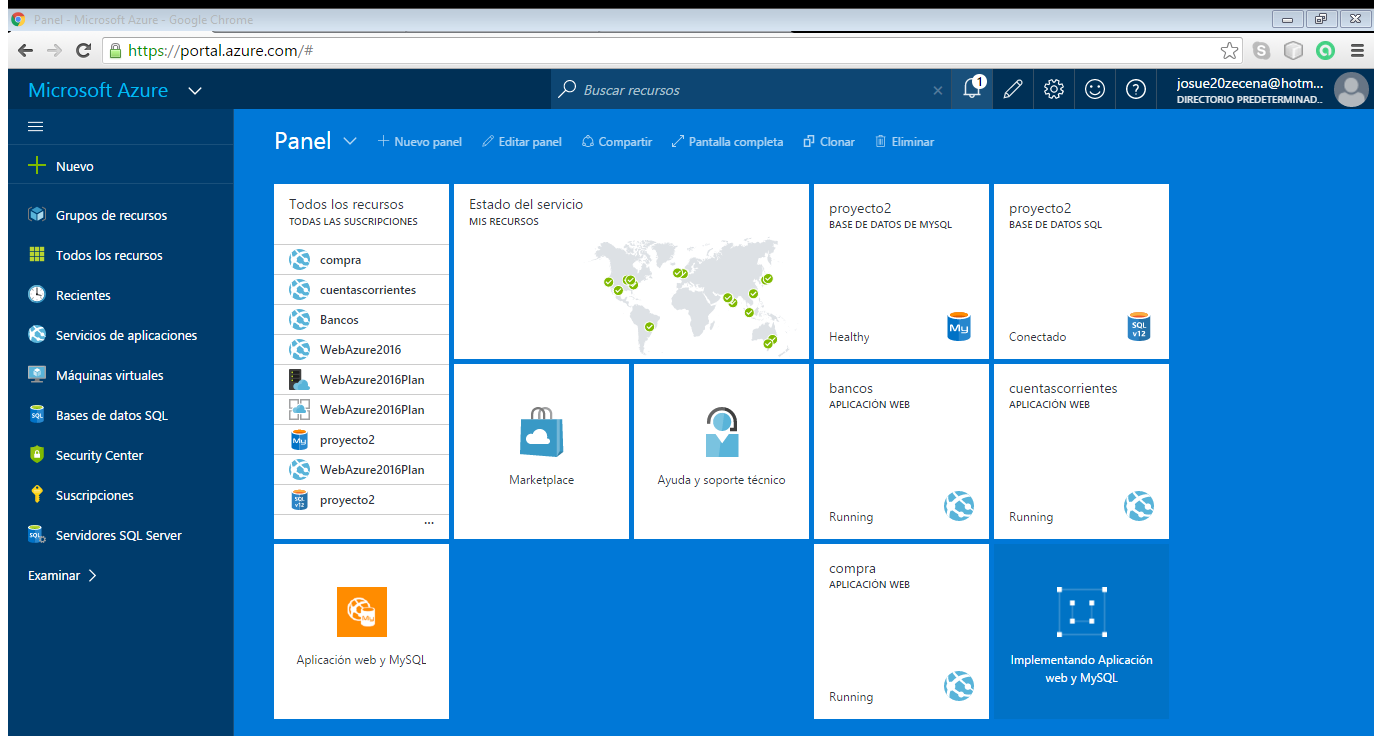 Panel - Microsoft Azure - Google Chrome
https://portal.azure.com/#
Microsoft Azure
Buscar recursos
1
josue20zecena@hotm...
DIRECTORIO PREDETERMINAD...
Nuevo
Grupos de recursos
Todos los recursos
Recientes
Servicios de aplicaciones
Máquinas virtuales
Bases de datos SQL
Security Center
Suscripciones
Servidores SQL Server
Examinar
Panel
Nuevo panel
Editar panel
Compartir
Pantalla completa
Clonar
Eliminar
Todos los recursos
TODAS LAS SUSCRIPCIONES
compra
cuentascorrientes
Bancos
WebAzure2016
WebAzure2016Plan
WebAzure2016Plan
proyecto2
WebAzure2016Plan
proyecto2
...
Estado del servicio
MIS RECURSOS
proyecto2
BASE DE DATOS DE MYSQL
Healthy
My
proyecto2
BASE DE DATOS SQL
Conectado
SQL
v12
Marketplace
Ayuda y soporte técnico
bancos
APLICACIÓN WEB
Running
cuentascorrientes
APLICACIÓN WEB
Running
Aplicación web y MySQL
compra
APLICACIÓN WEB
Running
Implementando Aplicación
web y MySQL